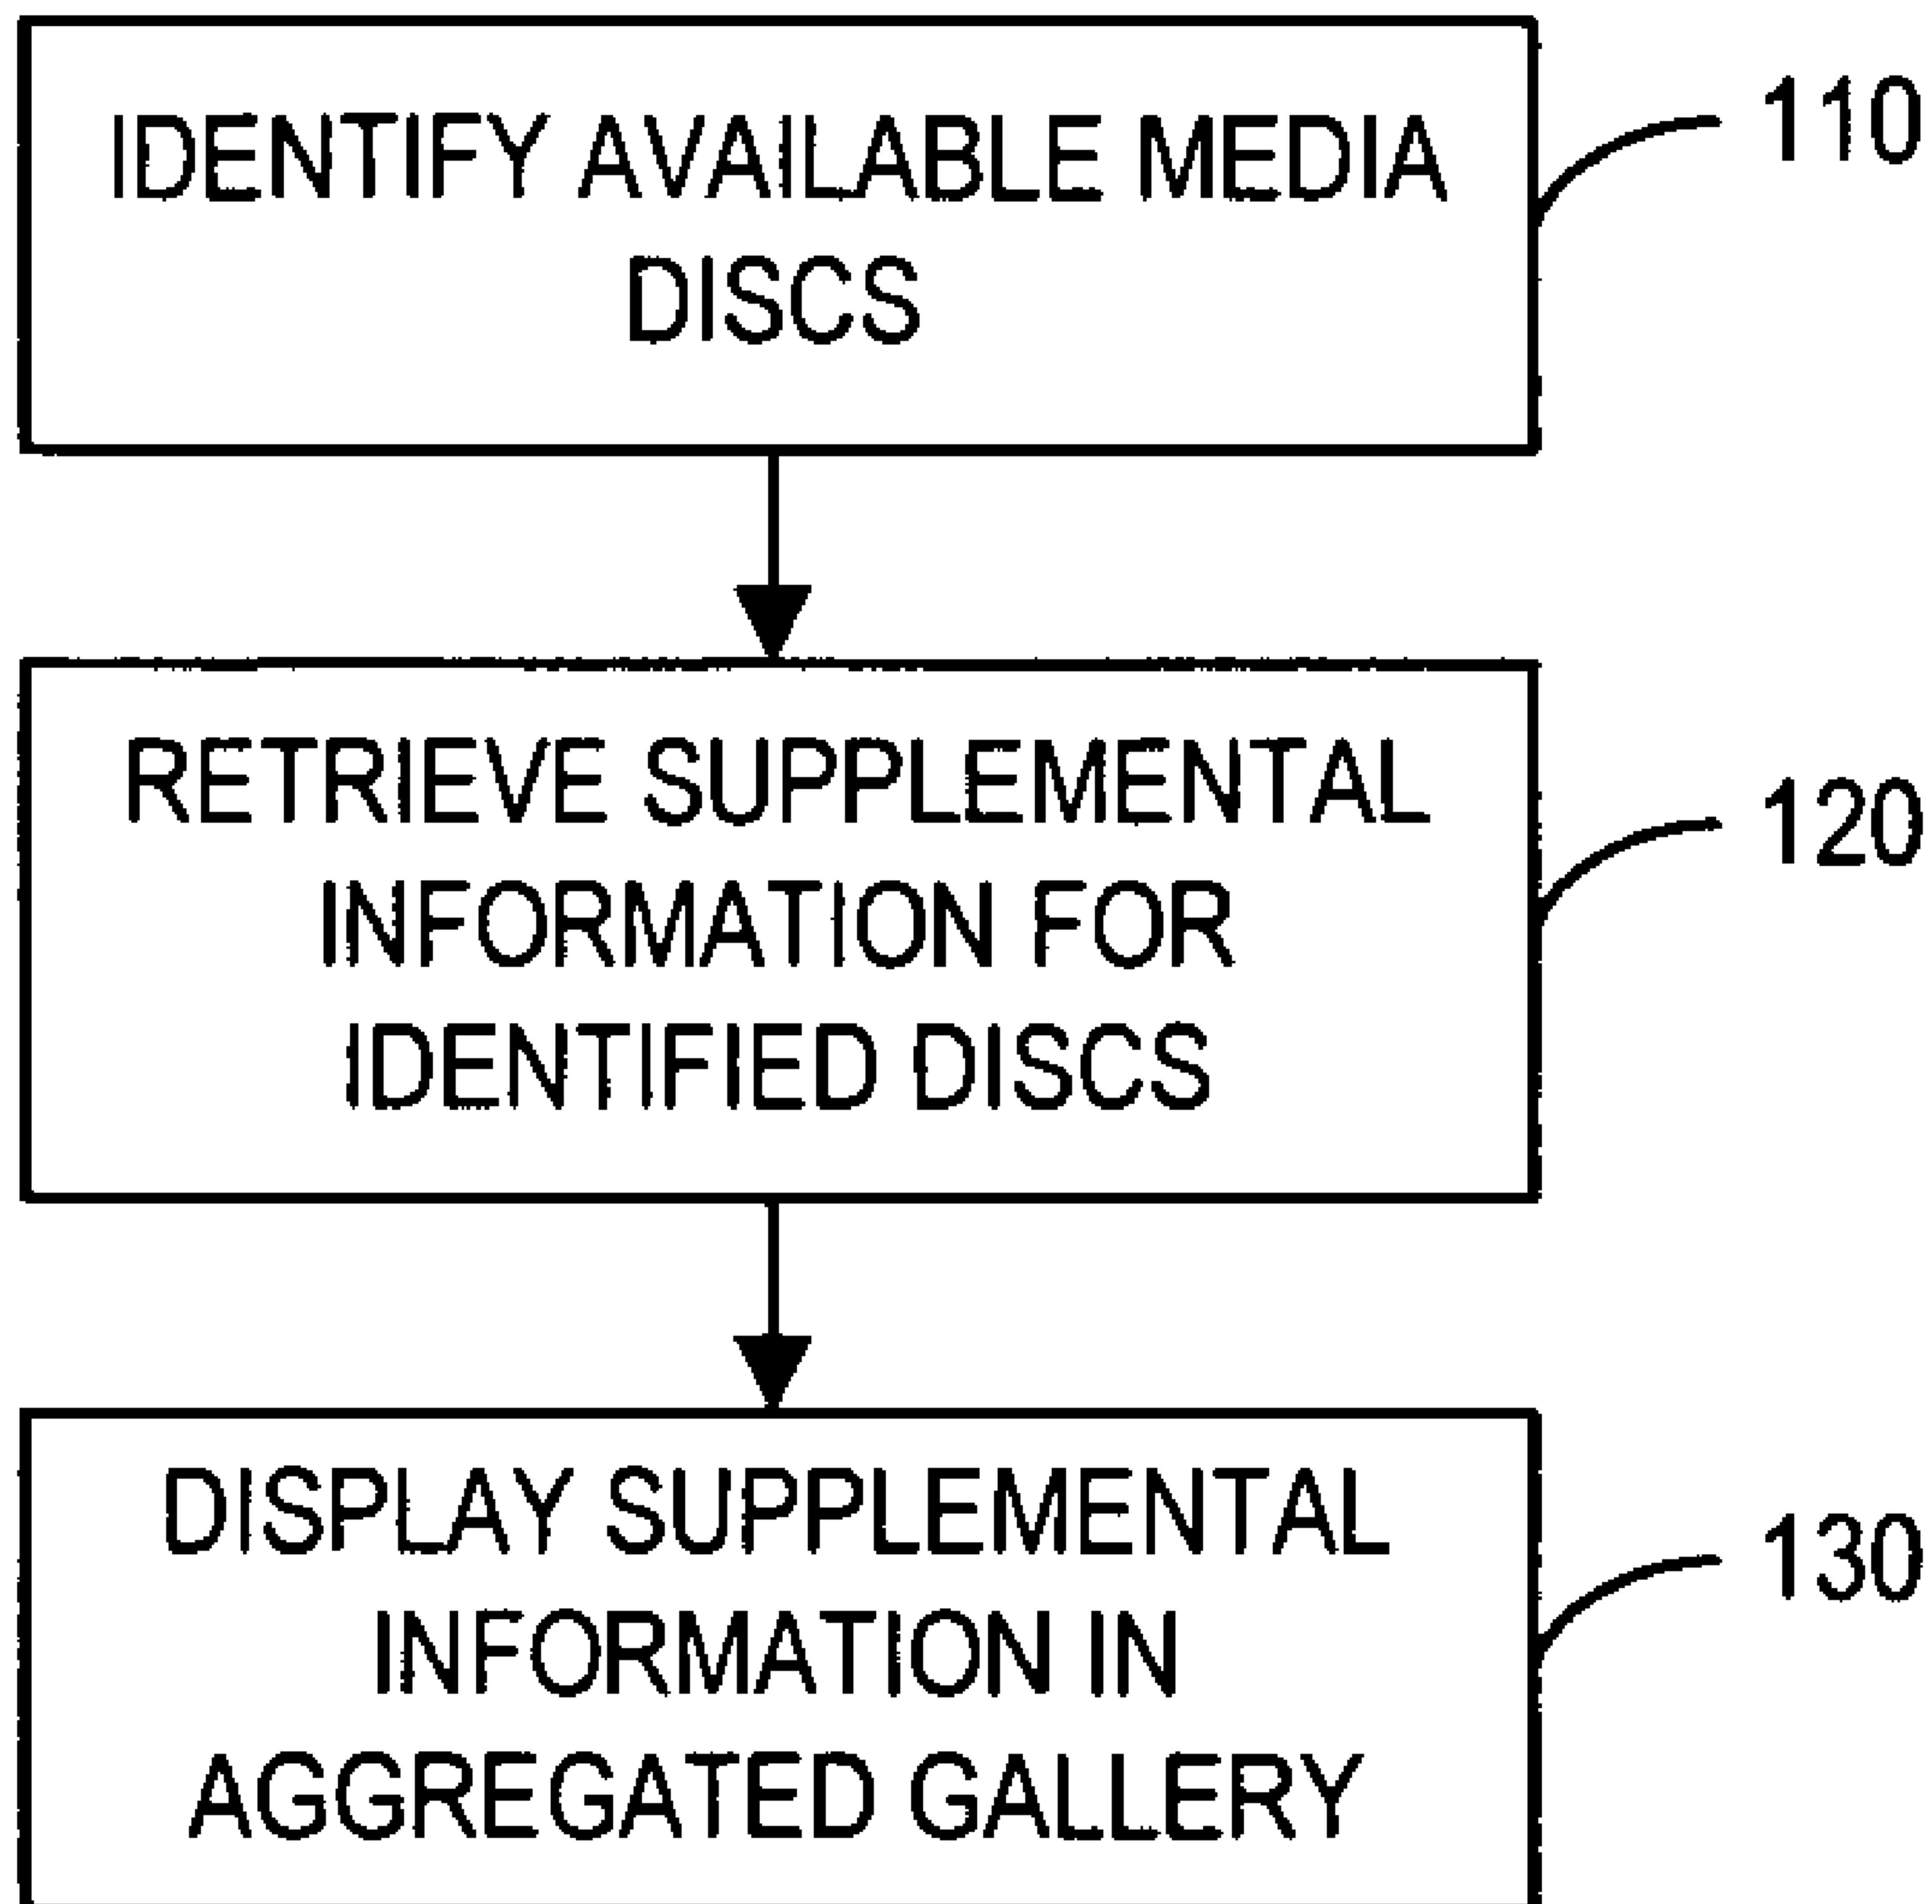 IDENTIFY AVAILABLE MEDIA
DISCS
110
RETRIEVE SUPPLEMENTAL
INFORMATION FOR
IDENTIFIED DISCS
120
DISPLAY SUPPLEMENTAL
INFORMATION IN
AGGREGATED GALLERY
130